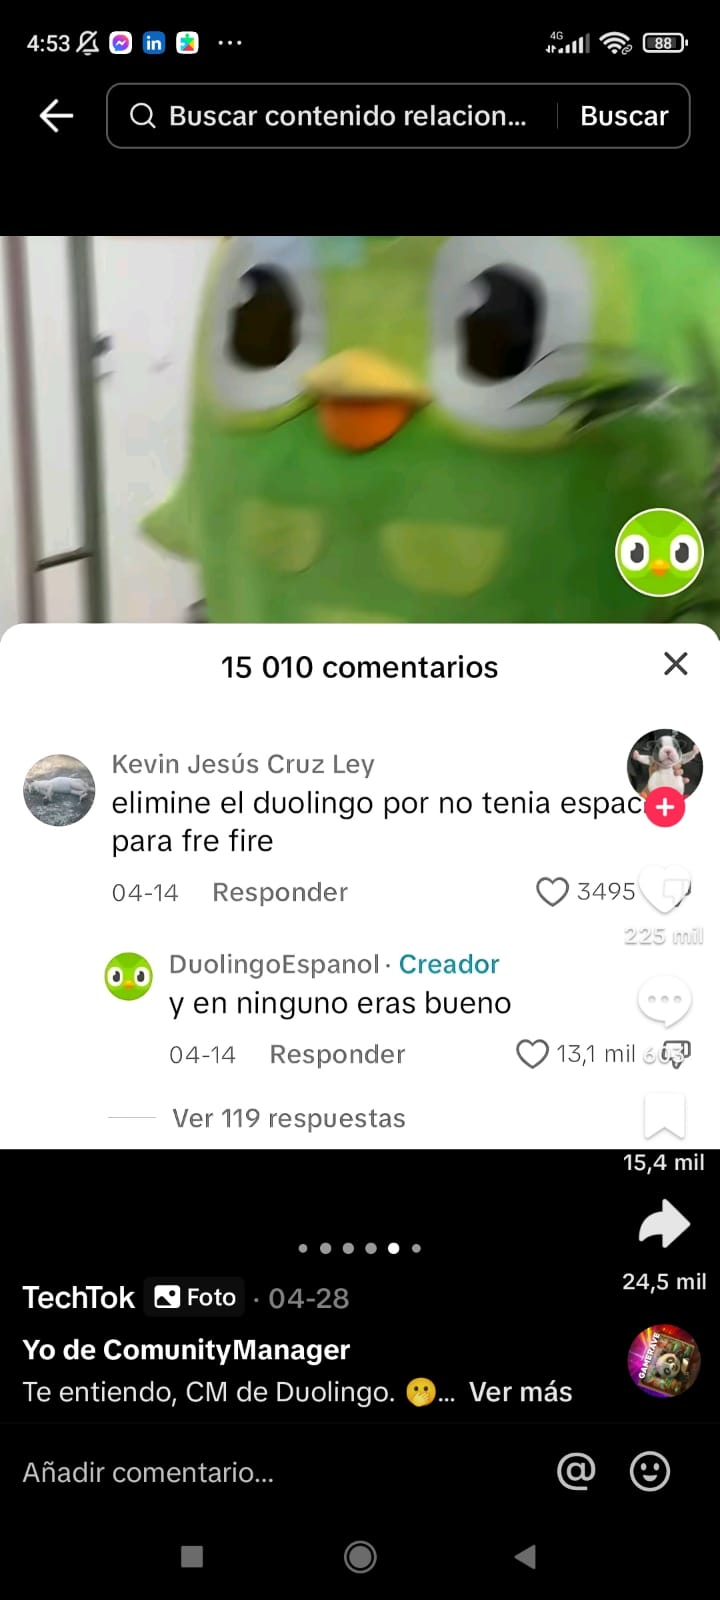 4:53
4G
88
Buscar contenido relacion...
Buscar
15 010 comentarios
Kevin Jesús Cruz Ley
elimine el duolingo por no tenia espac
para fre fire
04-14 Responder
3495
225 mil
DuolingoEspanol · Creador
y en ninguno eras bueno
04-14 Responder
13,1 mil
603
Ver 119 respuestas
15,4 mil
24,5 mil
TechTok
Foto · 04-28
Yo de ComunityManager
Te entiendo, CM de Duolingo. 🤭... Ver más
GAMERAVE
Añadir comentario...